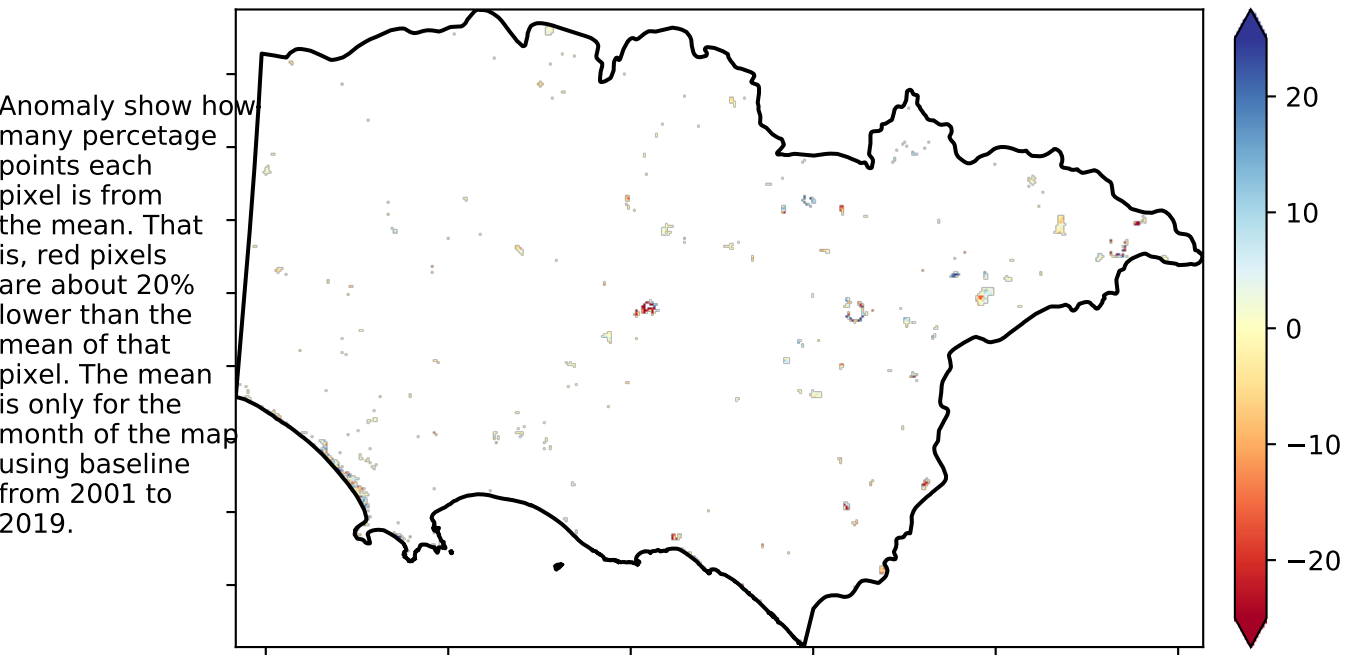 Anomaly show how
many percetage
points each
pixel is from
the mean. That
is, red pixels
are about 20%
lower than the
mean of that
pixel. The mean
is only for the
month of the map
using baseline
from 2001 to
2019.
20
10
0
−10
−20